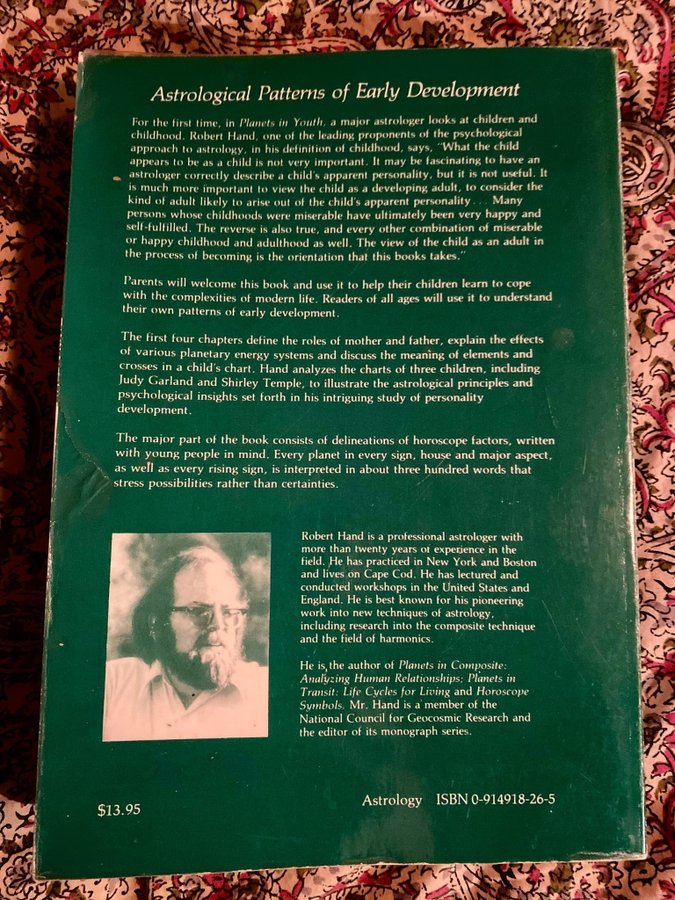 Astrological Patterns of Early Development
For the first time, in Planets in Youth, a major astrologer looks at children and
childhood. Robert Hand, one of the leading proponents of the psychological
approach to astrology, in his definition of childhood, says, "What the child
appears to be as a child is not very important. It may be fascinating to have an
astrologer correctly describe a child's apparent personality, but it is not useful. It
is much more important to view the child as a developing adult, to consider the
kind of adult likely to arise out of the child's apparent personality . . . Many
persons whose childhoods were miserable have ultimately been very happy and
self-fulfilled. The reverse is also true, and every other combination of miserable
or happy childhood and adulthood as well. The view of the child as an adult in
the process of becoming is the orientation that this books takes."
Parents will welcome this book and use it to help their children learn to cope
with the complexities of modern life. Readers of all ages will use it to understand
their own patterns of early development.
The first four chapters define the roles of mother and father, explain the effects
of various planetary energy systems and discuss the meaning of elements and
crosses in a child's chart. Hand analyzes the charts of three children, including
Judy Garland and Shirley Temple, to illustrate the astrological principles and
psychological insights set forth in his intriguing study of personality
development.
The major part of the book consists of delineations of horoscope factors, written
with young people in mind. Every planet in every sign, house and major aspect,
as well as every rising sign, is interpreted in about three hundred words that
stress possibilities rather than certainties.
Robert Hand is a professional astrologer with
more than twenty years of experience in the
field. He has practiced in New York and Boston
and lives on Cape Cod. He has lectured and
conducted workshops in the United States and
England. He is best known for his pioneering
work into new techniques of astrology,
including research into the composite technique
and the field of harmonics.
He is the author of Planets in Composite:
Analyzing Human Relationships; Planets in
Transit: Life Cycles for Living and Horoscope
Symbols. Mr. Hand is a member of the
National Council for Geocosmic Research and
the editor of its monograph series.
$13.95
Astrology ISBN 0-914918-26-5